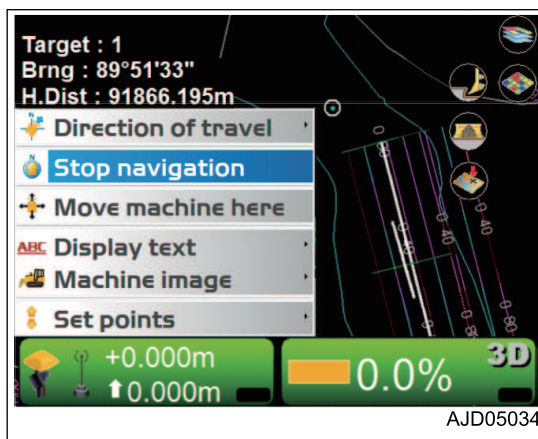 Target : 1
Brng : 89°51'33"
H.Dist : 91866.195m
Direction of travel
Stop navigation
Move machine here
ABC Display text
Machine image
Set points
+0.000m
0.000m
0.0%
3D
AJD05034